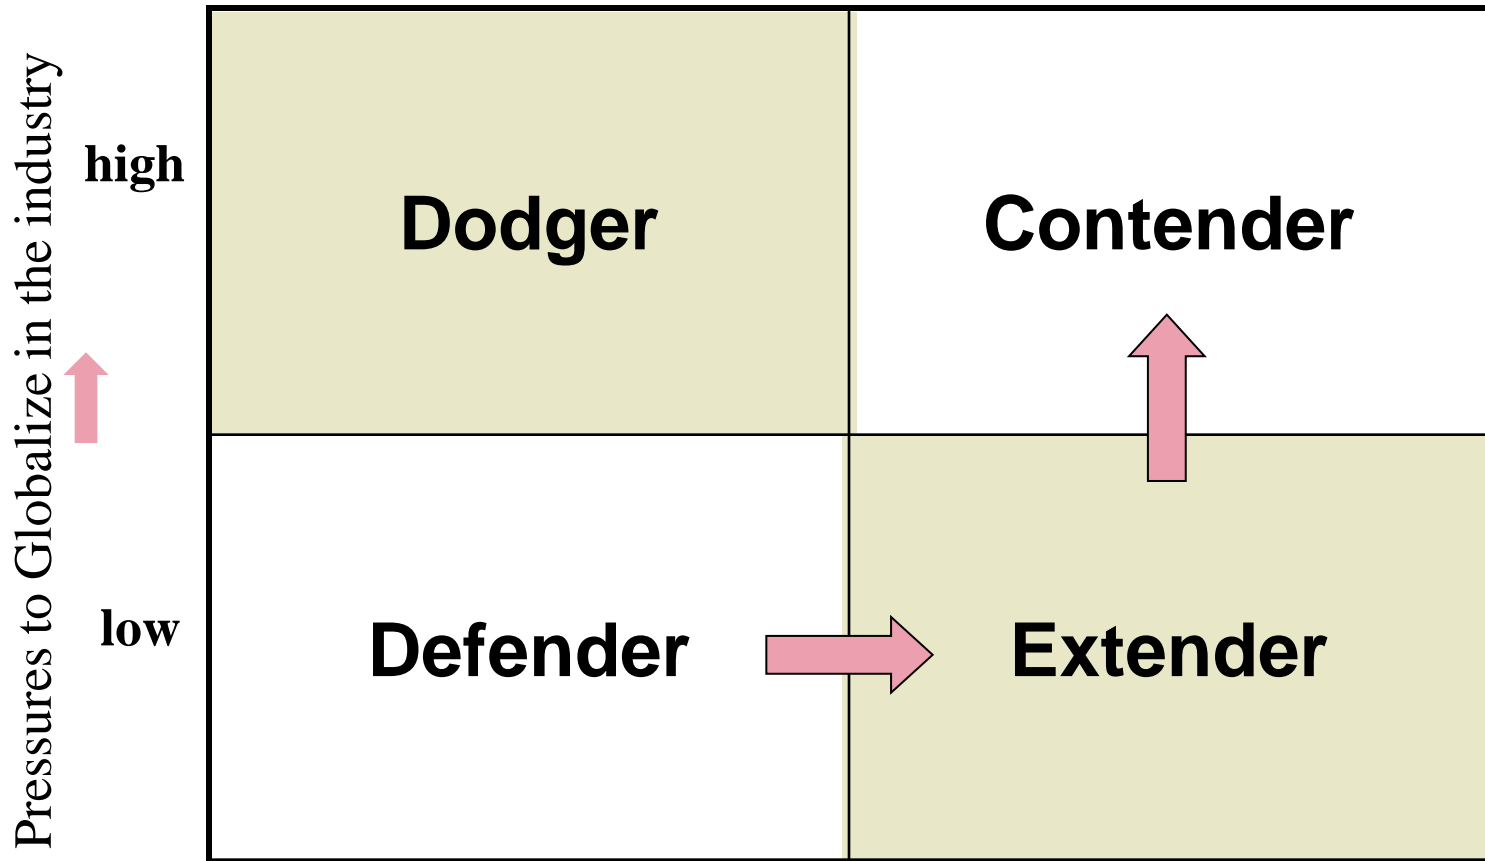 Pressures to Globalize in the industry
high
Dodger
Contender
low
Defender
Extender